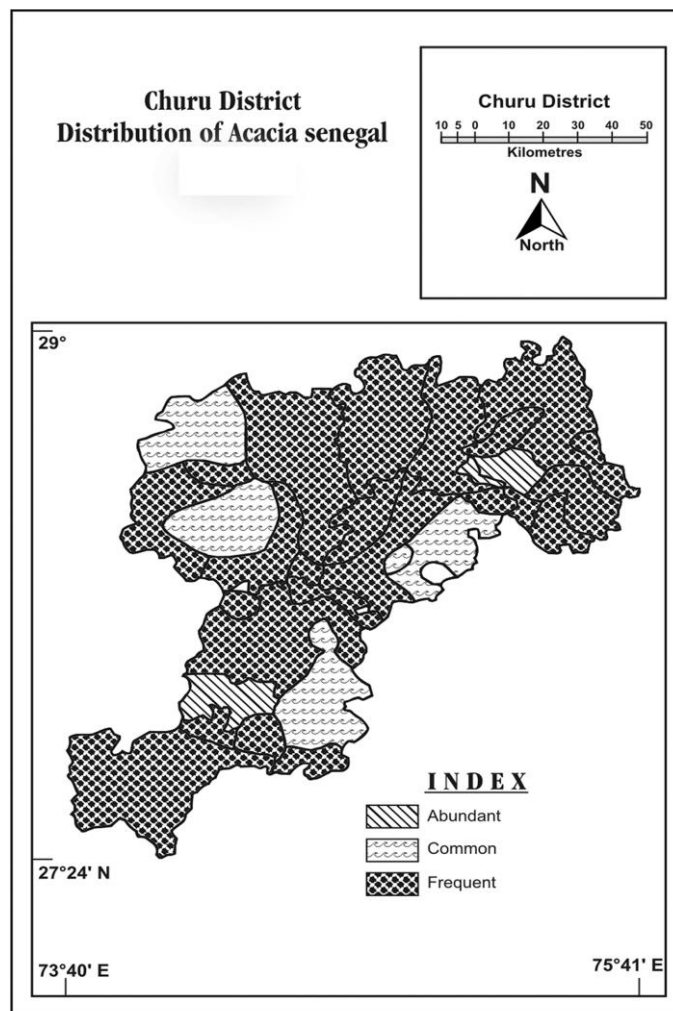 Churu District
Distribution of Acacia senegal
Churu District
10 5 0 10 20 30 40 50
Kilometres
N
North
29°
INDEX
Abundant
Common
Frequent
27°24' N
73°40' E
75°41' E